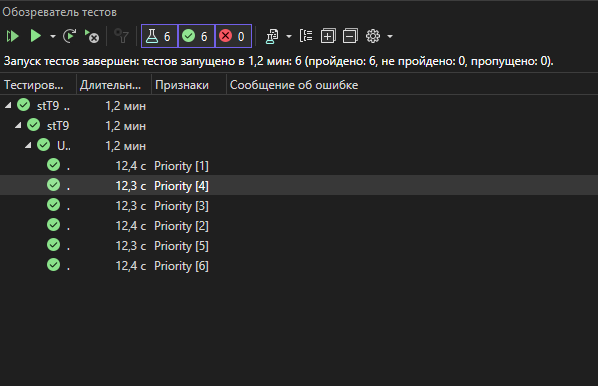 Обозреватель тестов
6 6 0
Запуск тестов завершен: тестов запущено в 1,2 мин: 6 (пройдено: 6, не пройдено: 0, пропущено: 0).
Тестиров... Длительн... Признаки Сообщение об ошибке
stT9 .. 1,2 мин
stT9 1,2 мин
U.. 1,2 мин
. 12,4 с Priority [1]
. 12,3 с Priority [4]
. 12,3 с Priority [3]
. 12,4 с Priority [2]
. 12,3 с Priority [5]
. 12,4 с Priority [6]